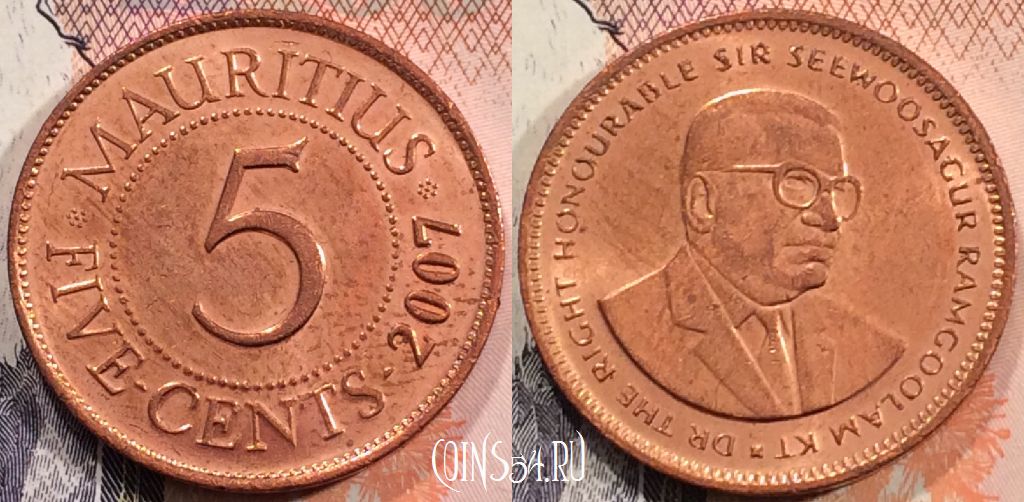 MAURITIUS
5
FIVE·CENTS·2007
DR THE RIGHT HONOURABLE SIR SEEWOOSAGUR RAMGOOLAM KT
COINS54.RU